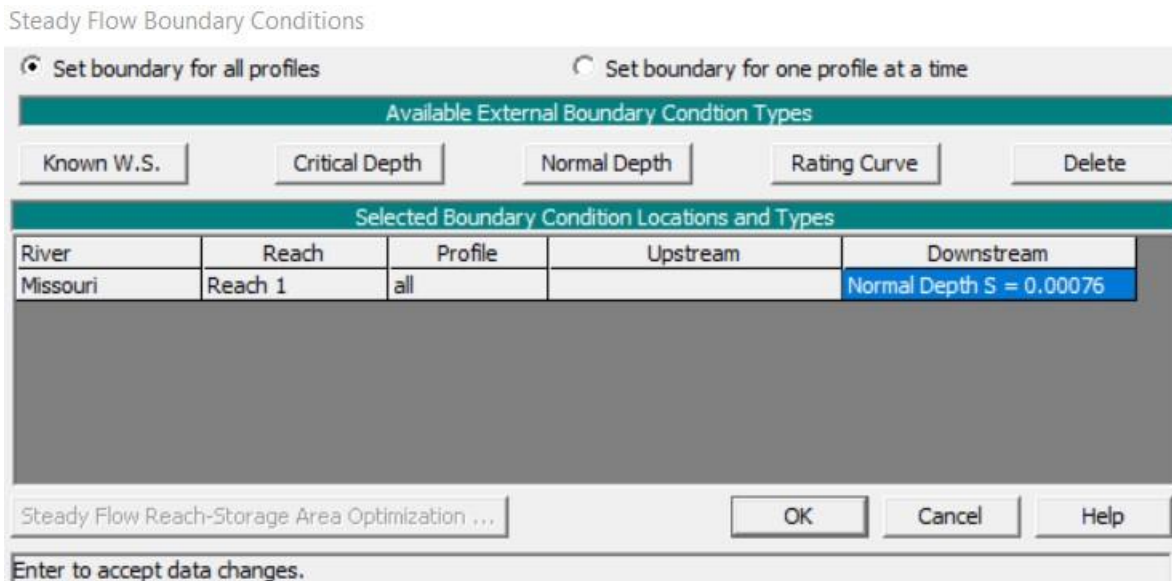 Steady Flow Boundary Conditions
Set boundary for all profiles Set boundary for one profile at a time
Available External Boundary Condtion Types
Known W.S. Critical Depth Normal Depth Rating Curve Delete
Selected Boundary Condition Locations and Types
River Reach Profile Upstream Downstream
Missouri Reach 1 all Normal Depth S = 0.00076
Steady Flow Reach-Storage Area Optimization ... OK Cancel Help
Enter to accept data changes.